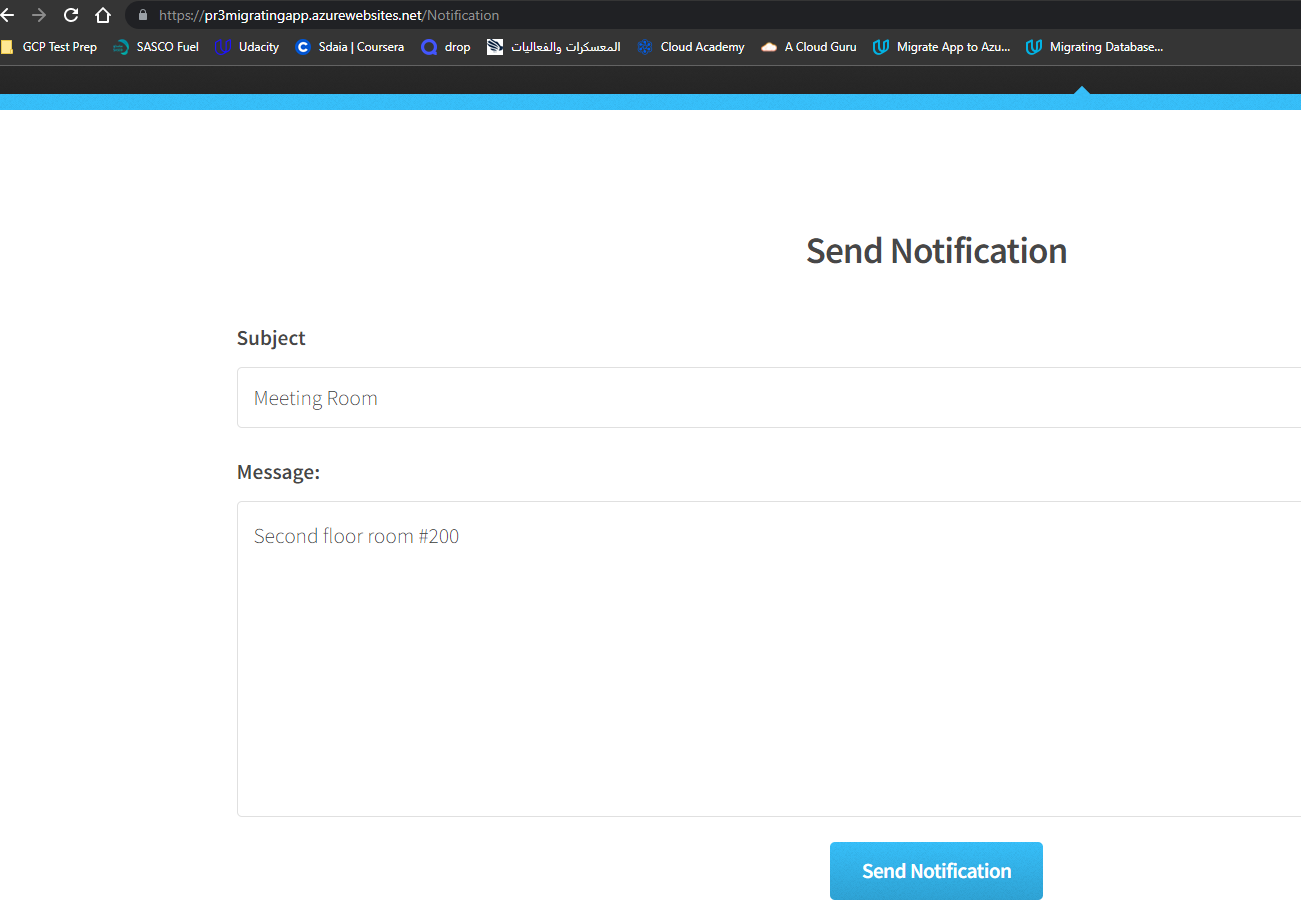 https://pr3migratingapp.azurewebsites.net/Notification
GCP Test Prep SASCO Fuel Udacity Sdaia | Coursera drop المعسكرات والفعاليات Cloud Academy A Cloud Guru Migrate App to Azu... Migrating Database...
Send Notification
Subject
Meeting Room
Message:
Second floor room #200
Send Notification